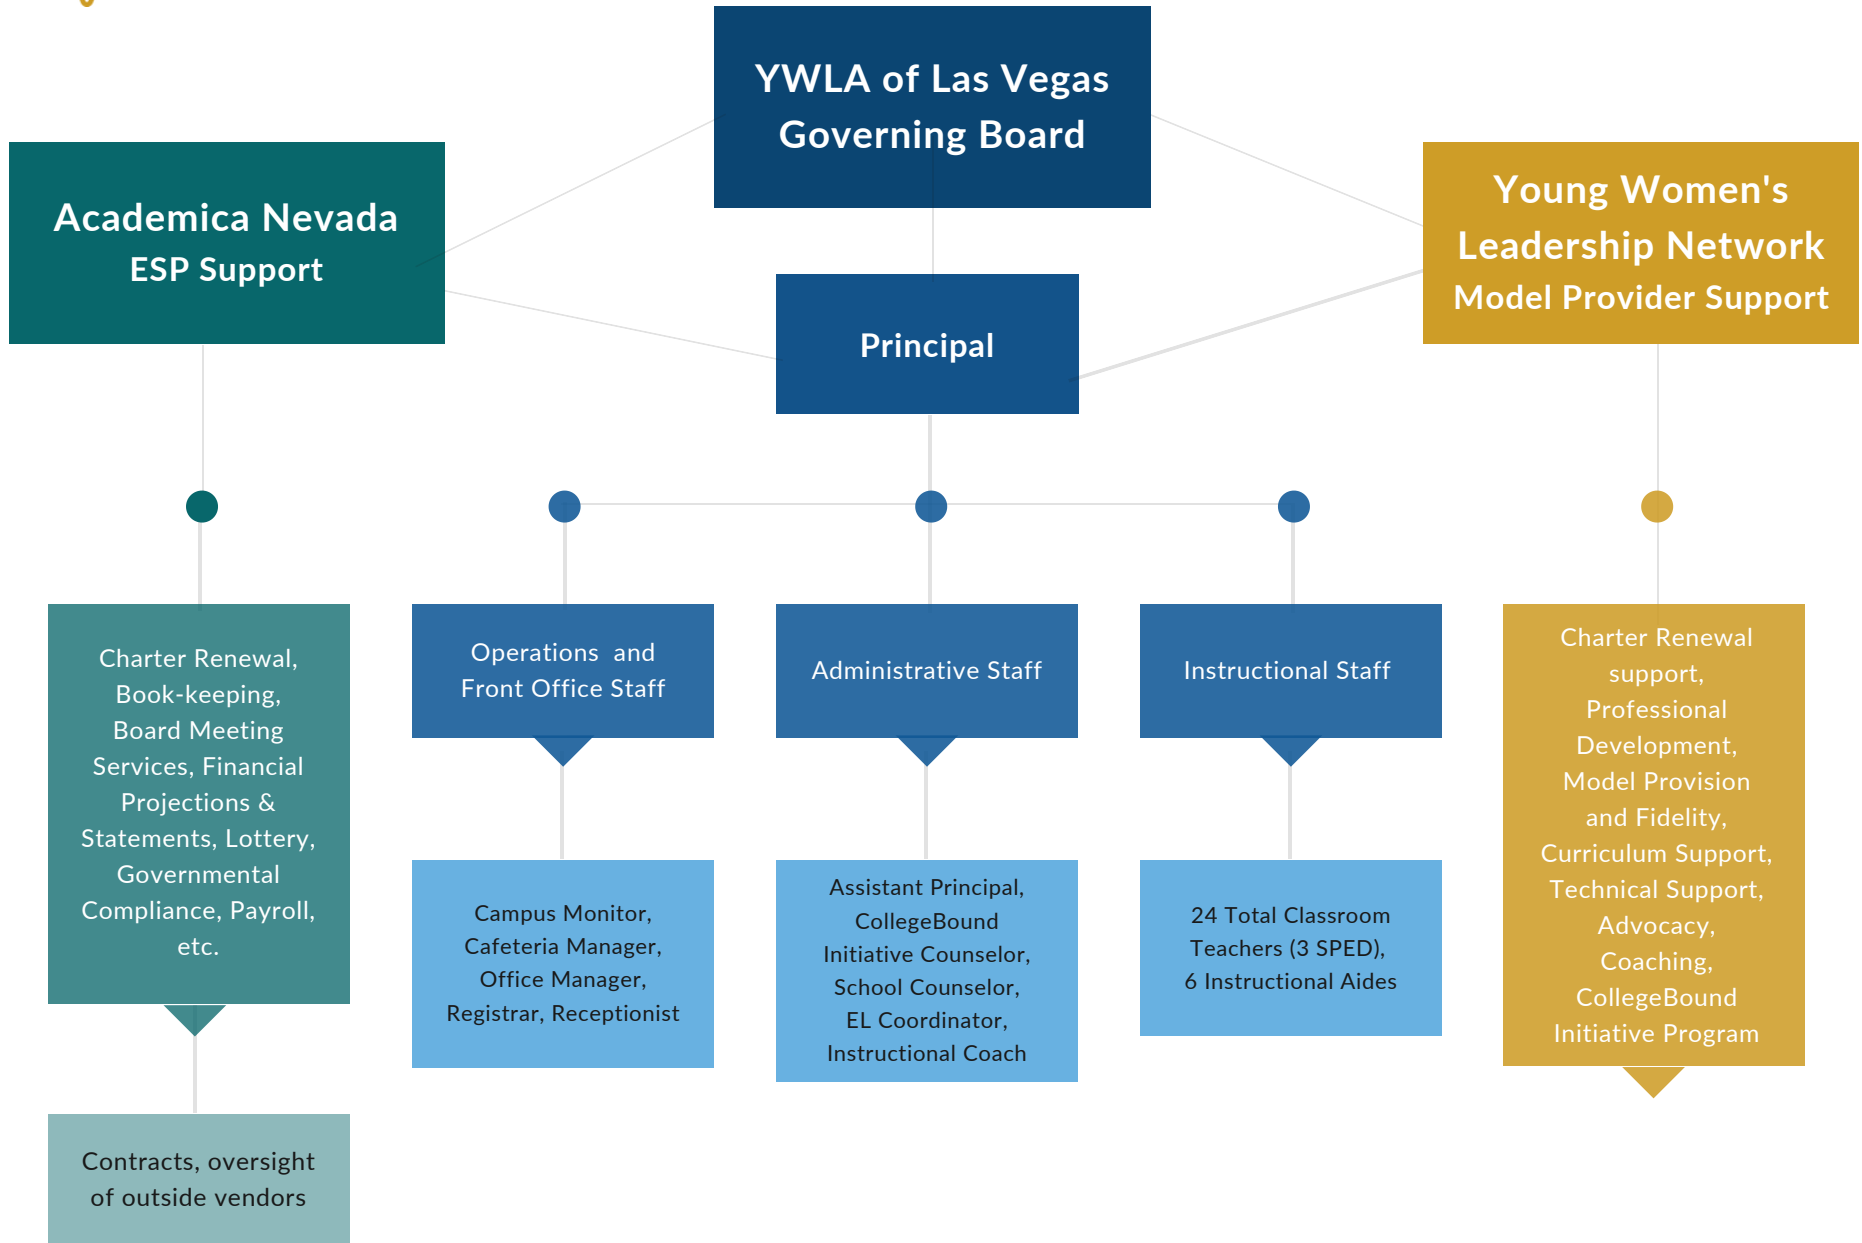 YWLA of Las Vegas
Governing Board
Academica Nevada
ESP Support
Young Women's
Leadership Network
Model Provider Support
Principal
Charter Renewal,
Book-keeping,
Board Meeting
Services, Financial
Projections &
Statements, Lottery,
Governmental
Compliance, Payroll,
etc.
Operations  and
Front Office Staff
Administrative Staff
Instructional Staff
Charter Renewal
support,
Professional
Development,
Model Provision
and Fidelity,
Curriculum Support,
Technical Support,
Advocacy,
Coaching,
CollegeBound
Initiative Program
Campus Monitor,
Cafeteria Manager,
Office Manager,
Registrar, Receptionist
Assistant Principal,
CollegeBound
Initiative Counselor,
School Counselor,
EL Coordinator,
Instructional Coach
24 Total Classroom
Teachers (3 SPED),
6 Instructional Aides
Contracts, oversight
of outside vendors